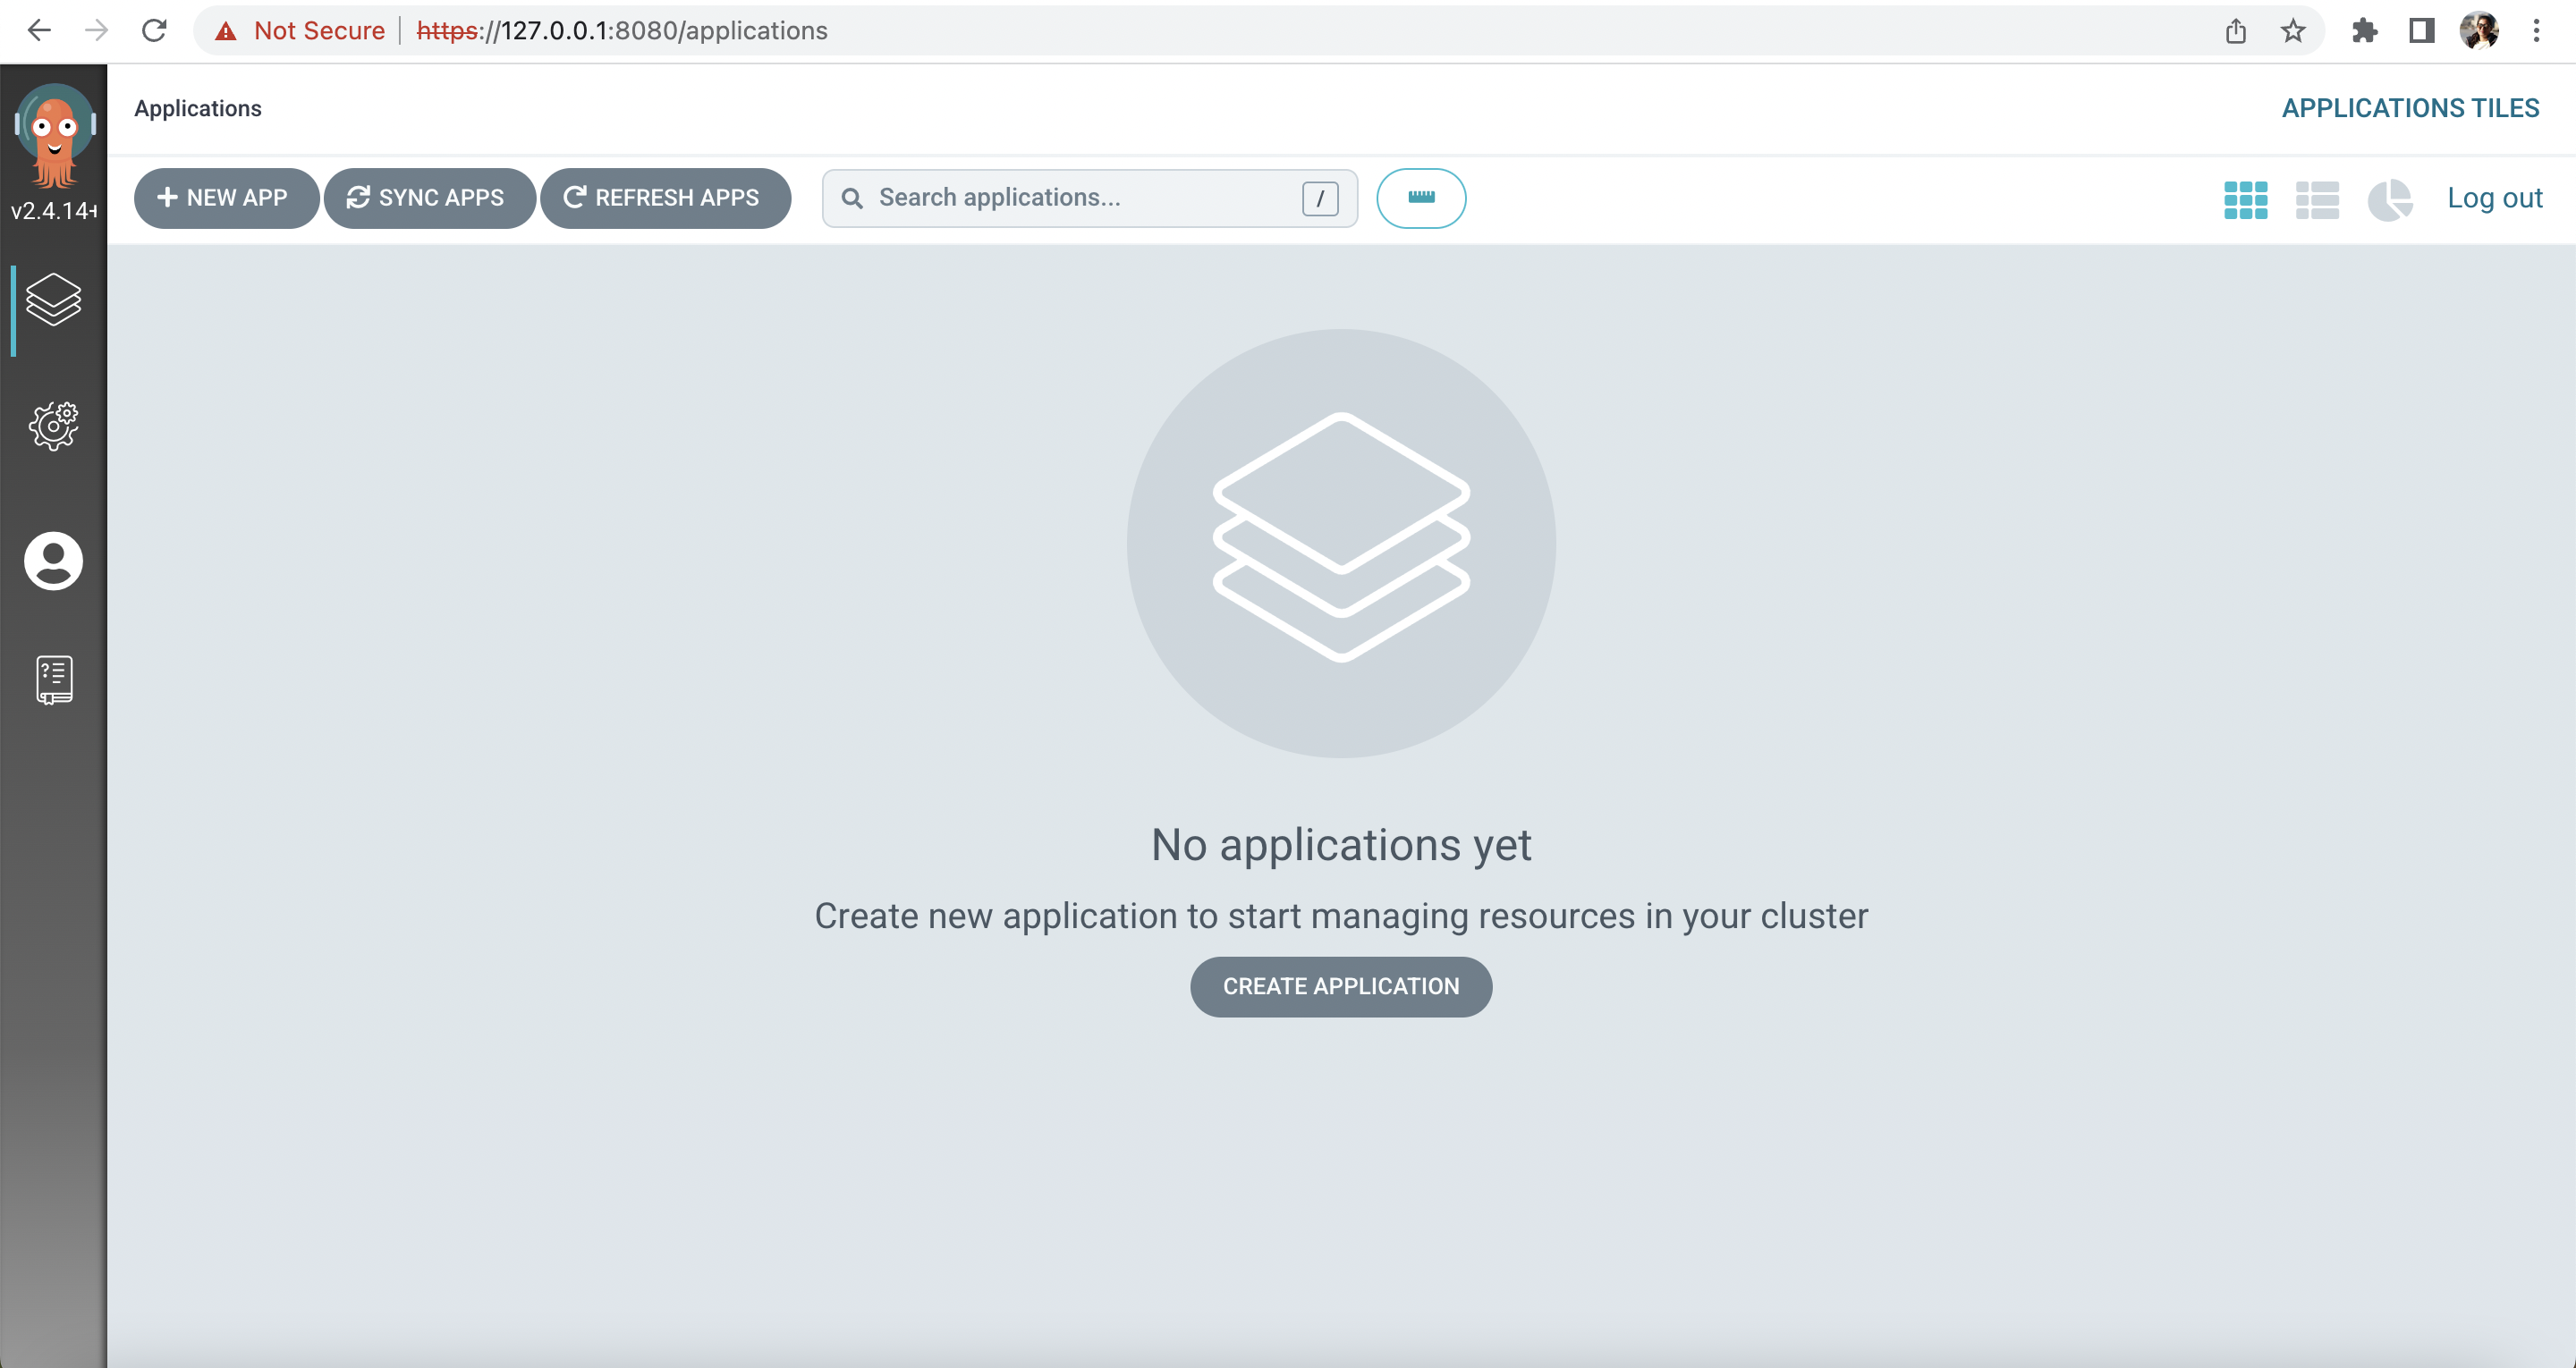 Not Secure https://127.0.0.1:8080/applications
Applications
APPLICATIONS TILES
v2.4.14+
NEW APP
SYNC APPS
REFRESH APPS
Search applications...
/
Log out
No applications yet
Create new application to start managing resources in your cluster
CREATE APPLICATION